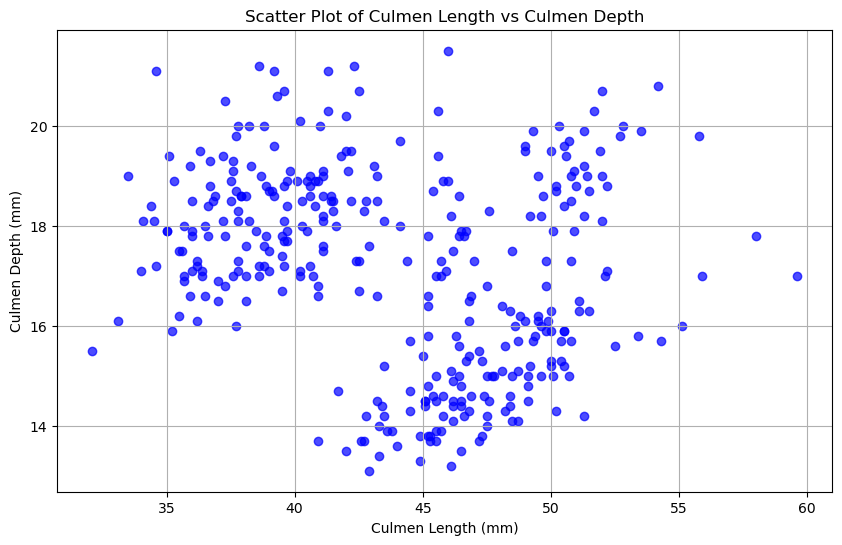 Scatter Plot of Culmen Length vs Culmen Depth
Culmen Depth (mm)
20
18
16
14
35 40 45 50 55 60
Culmen Length (mm)